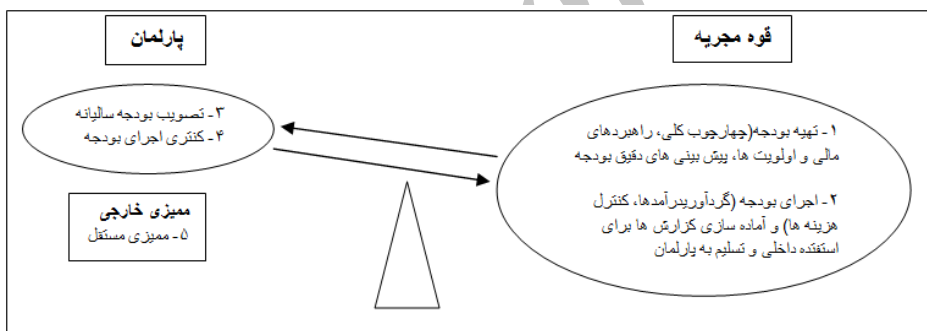 قوه مجریه
۱- تهیه بودجه(چهارچوب کلی، راهبردهای
مالی و اولویت ها، پیش بینی های دقیق بودجه
۲- اجرای بودجه (گردآوریدرآمدها، کنترل
هزینه ها) و آماده سازی گزارش ها برای
استفتده داخلی و تسلیم به پارلمان
پارلمان
۳- تصویب بودجه سالیانه
۴- کنتری اجرای بودجه
ممیزی خارجی
۵- ممیزی مستقل